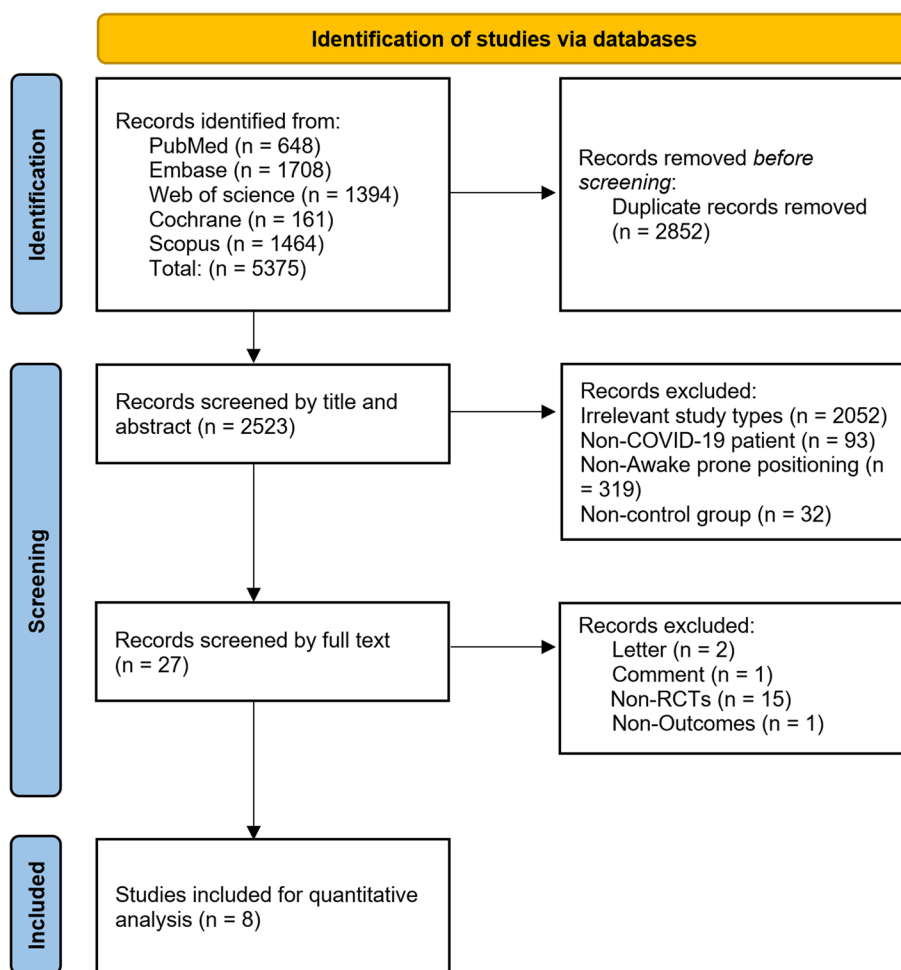 Identification of studies via databases
Identification
Records identified from:
PubMed (n = 648)
Embase (n = 1708)
Web of science (n = 1394)
Cochrane (n = 161)
Scopus (n = 1464)
Total: (n = 5375)
Records removed before
screening:
Duplicate records removed
(n = 2852)
Screening
Records screened by title and
abstract (n = 2523)
Records excluded:
Irrelevant study types (n = 2052)
Non-COVID-19 patient (n = 93)
Non-Awake prone positioning (n
= 319)
Non-control group (n = 32)
Records screened by full text
(n = 27)
Records excluded:
Letter (n = 2)
Comment (n = 1)
Non-RCTs (n = 15)
Non-Outcomes (n = 1)
Included
Studies included for quantitative
analysis (n = 8)